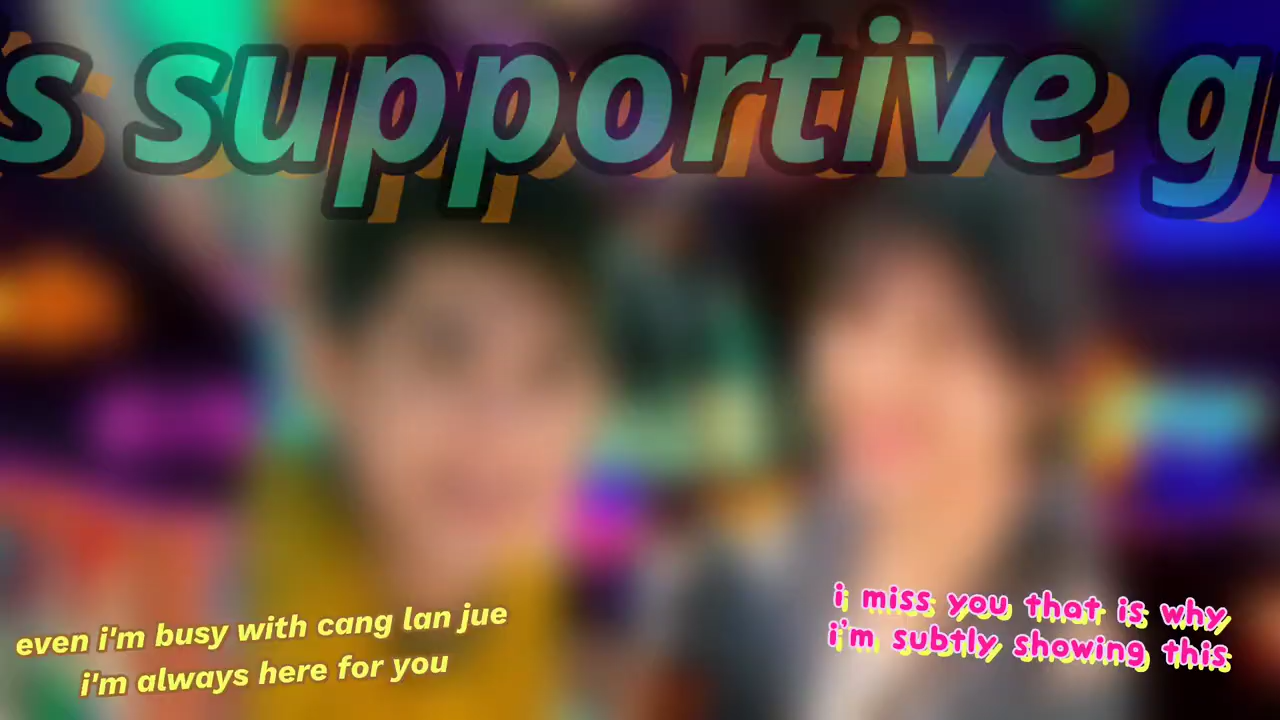 's supportive g
even i'm busy with cang lan jue
i'm always here for you
i miss you that is why
i'm subtly showing this